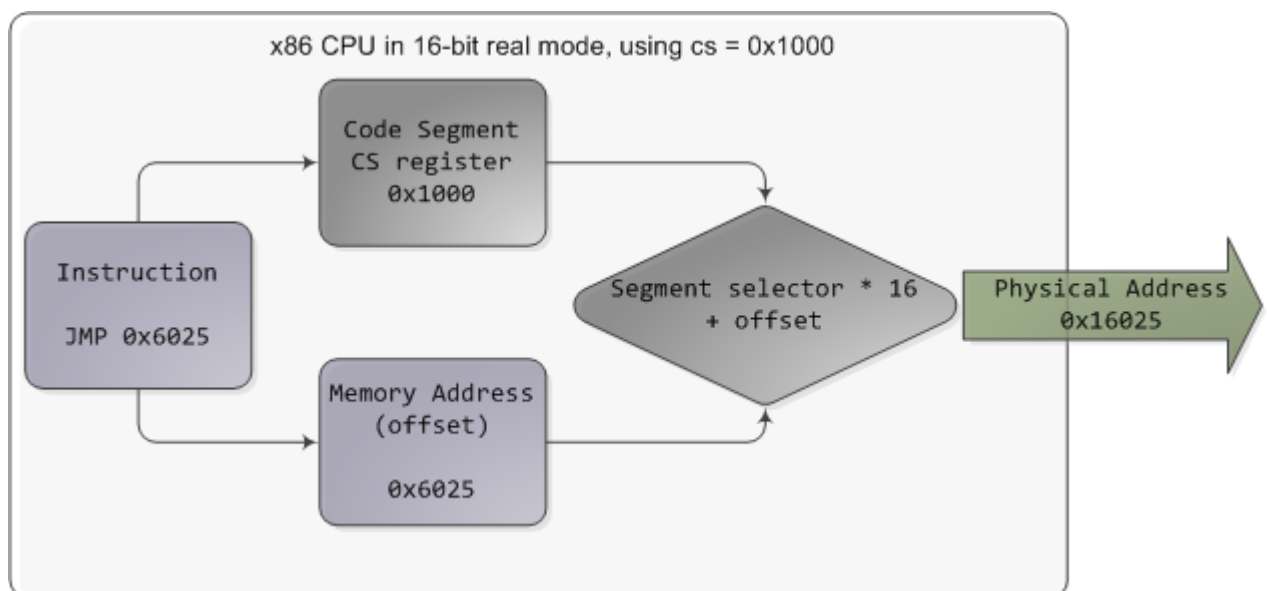 x86 CPU in 16-bit real mode, using cs = 0x1000
Code Segment
CS register
0x1000
Instruction
JMP 0x6025
Memory Address
(offset)
0x6025
Segment selector * 16
+ offset
Physical Address
0x16025